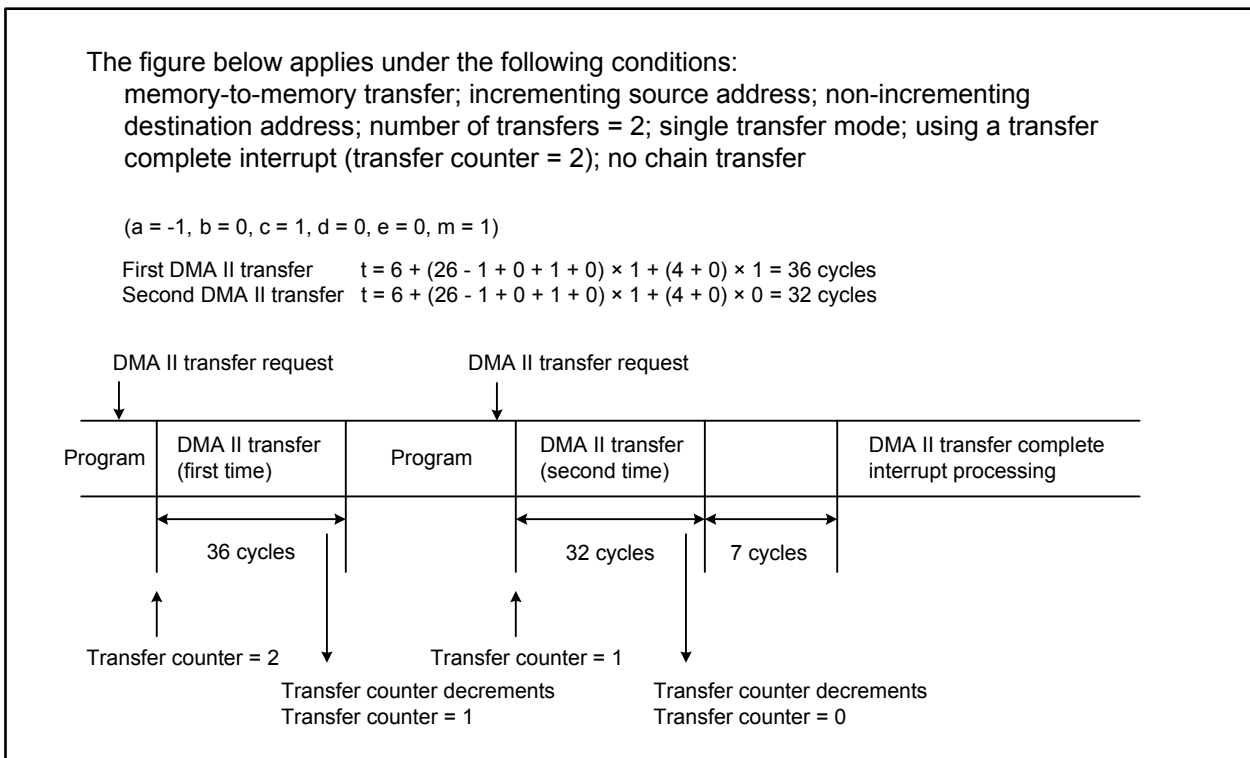 The figure below applies under the following conditions:
memory-to-memory transfer; incrementing source address; non-incrementing
destination address; number of transfers = 2; single transfer mode; using a transfer
complete interrupt (transfer counter = 2); no chain transfer
(a = -1, b = 0, c = 1, d = 0, e = 0, m = 1)
First DMA II transfer t = 6 + (26 - 1 + 0 + 1 + 0) × 1 + (4 + 0) × 1 = 36 cycles
Second DMA II transfer t = 6 + (26 - 1 + 0 + 1 + 0) × 1 + (4 + 0) × 0 = 32 cycles
DMA II transfer request
DMA II transfer request
Program
DMA II transfer
(first time)
Program
DMA II transfer
(second time)
DMA II transfer complete
interrupt processing
36 cycles
32 cycles
7 cycles
Transfer counter = 2
Transfer counter = 1
Transfer counter decrements
Transfer counter = 1
Transfer counter decrements
Transfer counter = 0